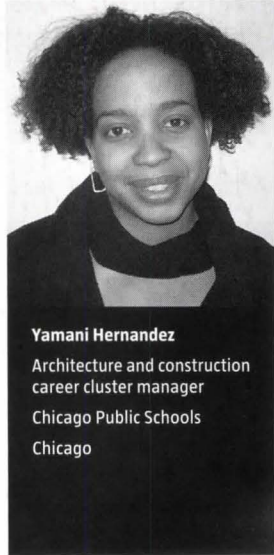 Yamani Hernandez
Architecture and construction
career cluster manager
Chicago Public Schools
Chicago